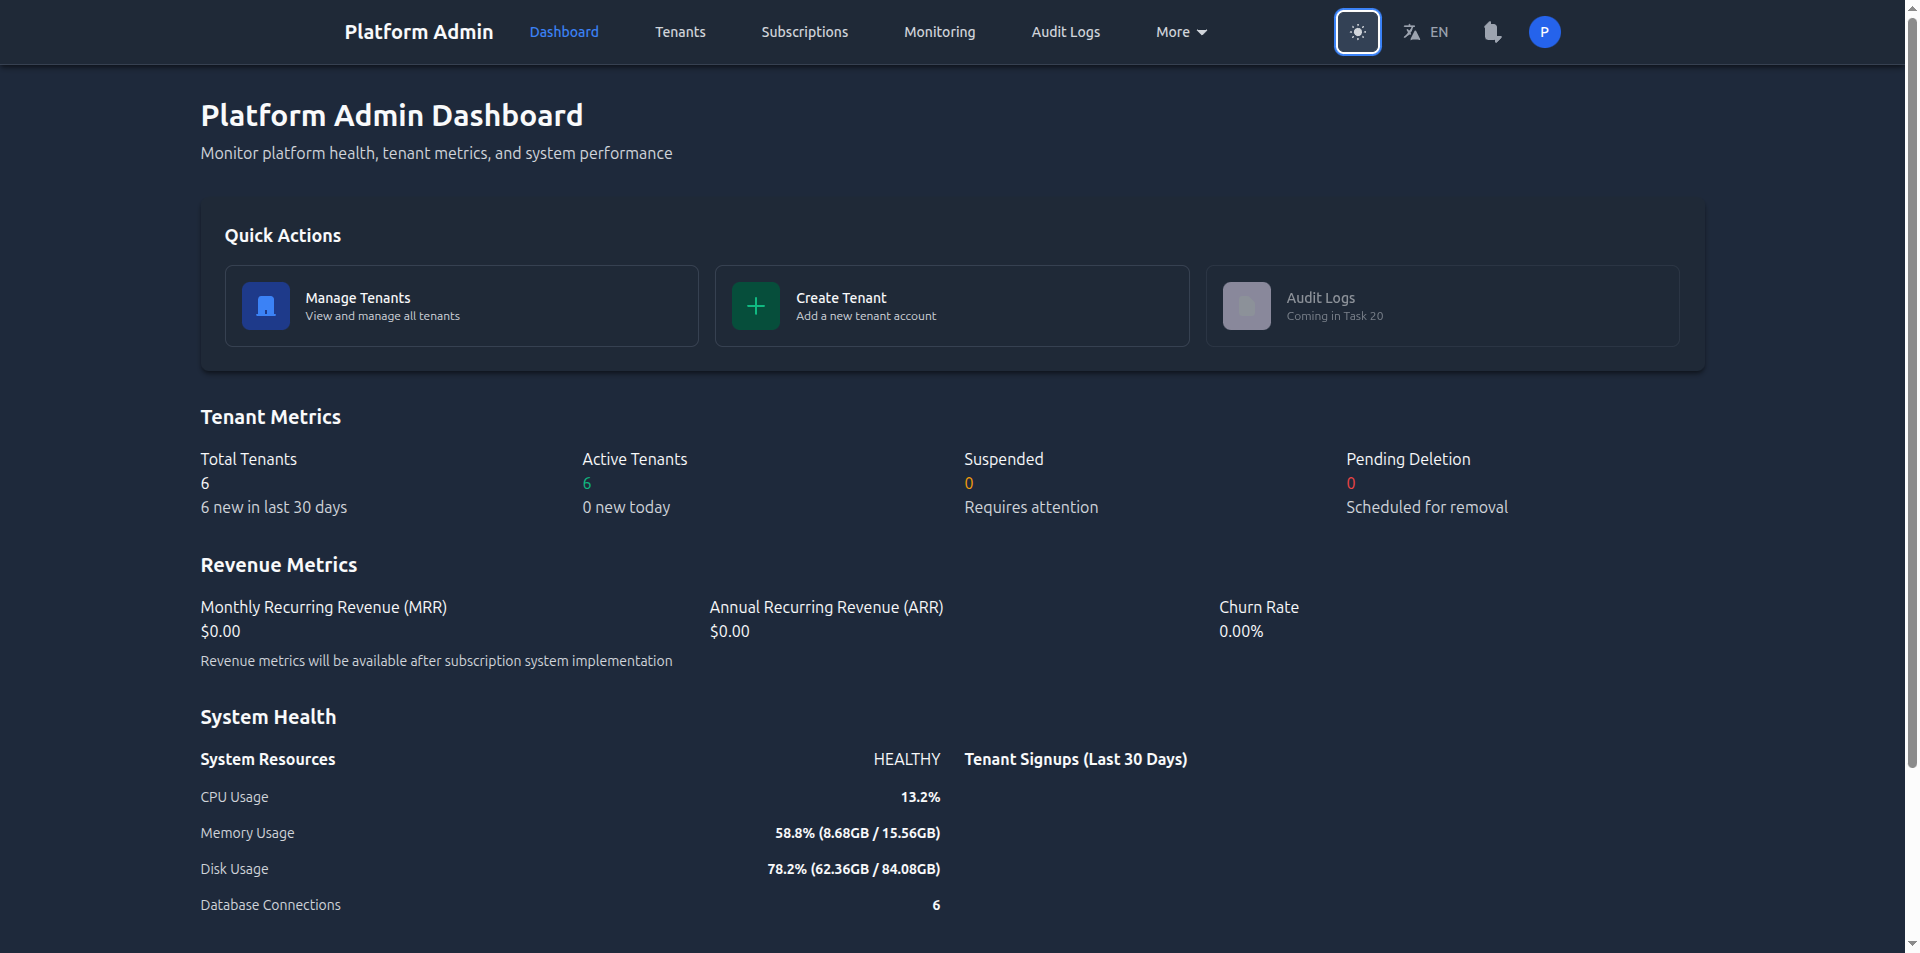 Platform Admin
Dashboard
Tenants
Subscriptions
Monitoring
Audit Logs
More
EN
P
Platform Admin Dashboard
Monitor platform health, tenant metrics, and system performance
Quick Actions
Manage Tenants
View and manage all tenants
Create Tenant
Add a new tenant account
Audit Logs
Coming in Task 20
Tenant Metrics
Total Tenants
6
6 new in last 30 days
Active Tenants
6
0 new today
Suspended
0
Requires attention
Pending Deletion
0
Scheduled for removal
Revenue Metrics
Monthly Recurring Revenue (MRR)
$0.00
Annual Recurring Revenue (ARR)
$0.00
Churn Rate
0.00%
Revenue metrics will be available after subscription system implementation
System Health
System Resources
HEALTHY
CPU Usage
13.2%
Memory Usage
58.8% (8.68GB / 15.56GB)
Disk Usage
78.2% (62.36GB / 84.08GB)
Database Connections
6
Tenant Signups (Last 30 Days)